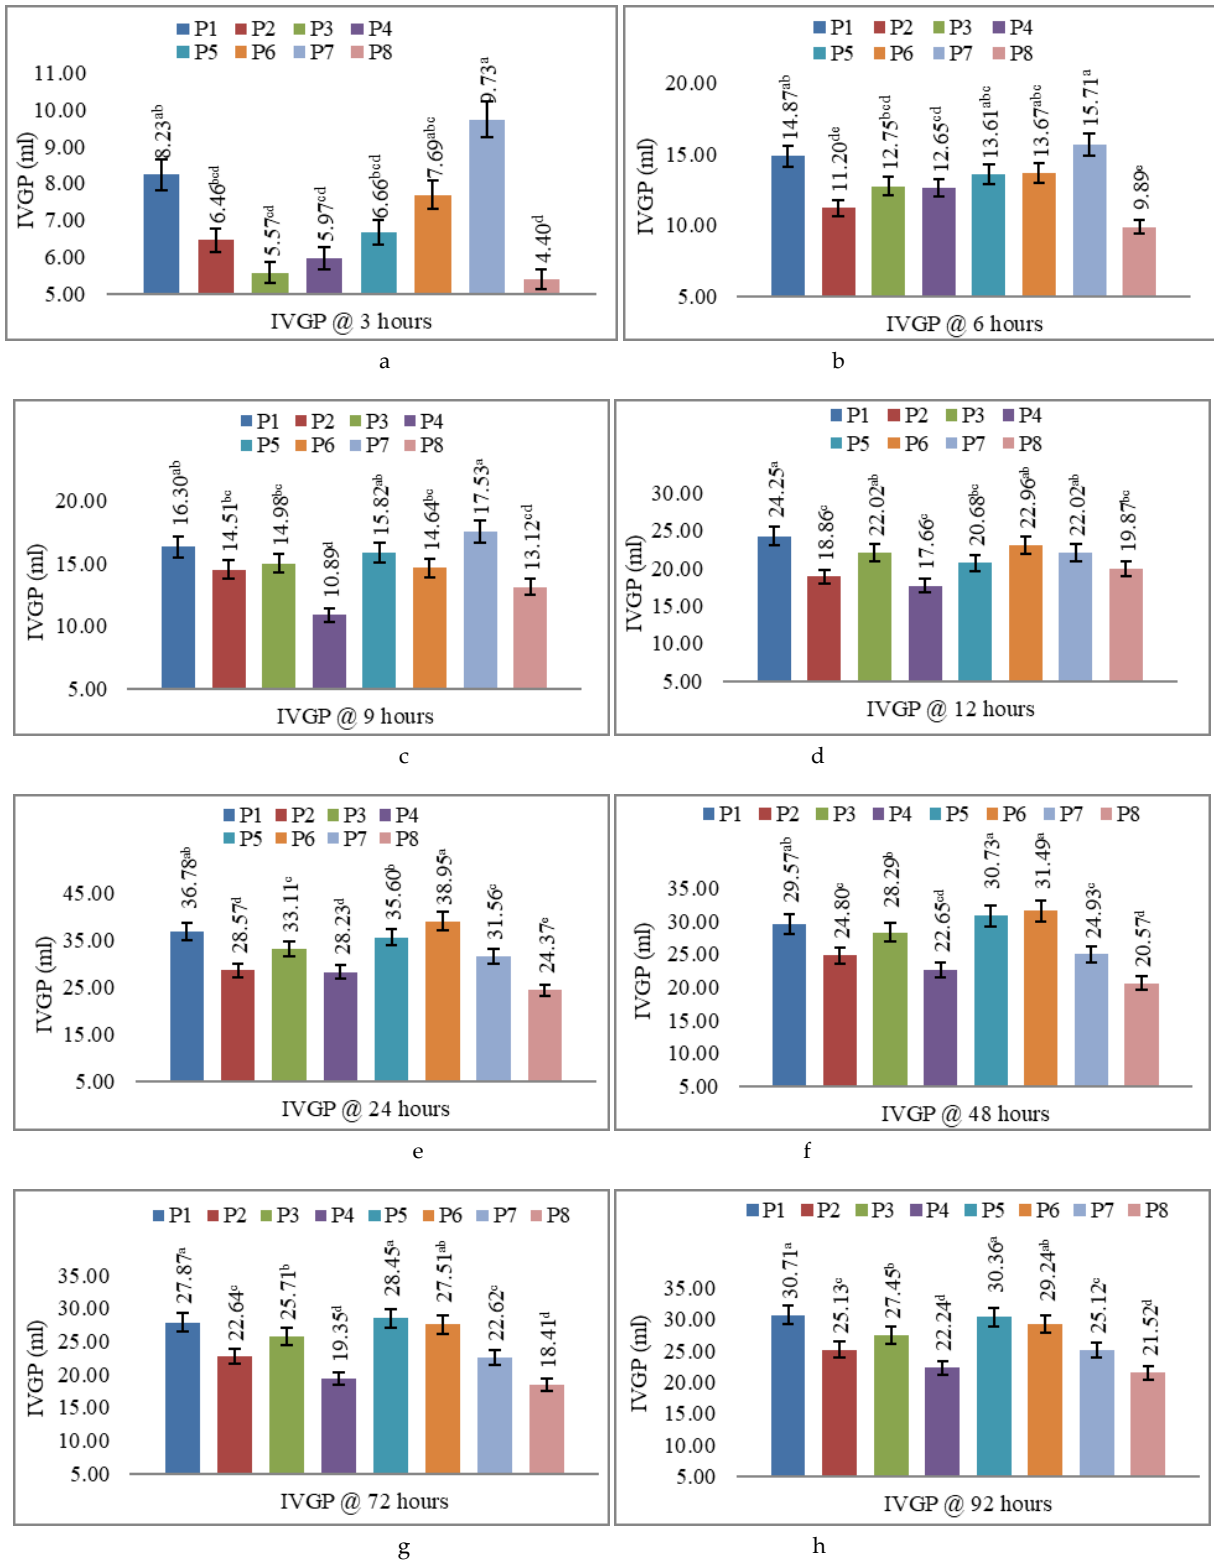 P1 P2 P3 P4
P5 P6 P7 P8
11.00
10.00
9.00
8.00
7.00
6.00
5.00
IVGP (ml)
8.23ab
6.46bcd
5.57cd
5.97cd
6.66bcd
7.69abc
9.73a
4.40d
IVGP @ 3 hours
a
P1 P2 P3 P4
P5 P6 P7 P8
20.00
15.00
10.00
5.00
IVGP (ml)
14.87ab
11.20de
12.75bcd
12.65cd
13.61abc
13.67abc
15.71a
9.89e
IVGP @ 6 hours
b
P1 P2 P3 P4
P5 P6 P7 P8
20.00
15.00
10.00
5.00
IVGP (ml)
16.30ab
14.51bc
14.98bc
10.89d
15.82ab
14.64bc
17.53a
13.12cd
IVGP @ 9 hours
c
P1 P2 P3 P4
P5 P6 P7 P8
30.00
25.00
20.00
15.00
10.00
5.00
IVGP (ml)
24.25a
18.86c
22.02ab
17.66c
20.68bc
22.96ab
22.02ab
19.87bc
IVGP @ 12 hours
d
P1 P2 P3 P4
P5 P6 P7 P8
45.00
35.00
25.00
15.00
5.00
IVGP (ml)
36.78ab
28.57d
33.11c
28.23d
35.60b
38.95a
31.56c
24.37e
IVGP @ 24 hours
e
P1 P2 P3 P4 P5 P6 P7 P8
35.00
30.00
25.00
20.00
15.00
10.00
5.00
IVGP (ml)
29.57ab
24.80c
28.29b
22.65cd
30.73a
31.49a
24.93c
20.57d
IVGP @ 48 hours
f
P1 P2 P3 P4 P5 P6 P7 P8
35.00
30.00
25.00
20.00
15.00
10.00
5.00
IVGP (ml)
27.87a
22.64c
25.71b
19.35d
28.45a
27.51ab
22.62c
18.41d
IVGP @ 72 hours
g
P1 P2 P3 P4 P5 P6 P7 P8
35.00
30.00
25.00
20.00
15.00
10.00
5.00
IVGP (ml)
30.71a
25.13c
27.45b
22.24d
30.36a
29.24ab
25.12c
21.52d
IVGP @ 92 hours
h